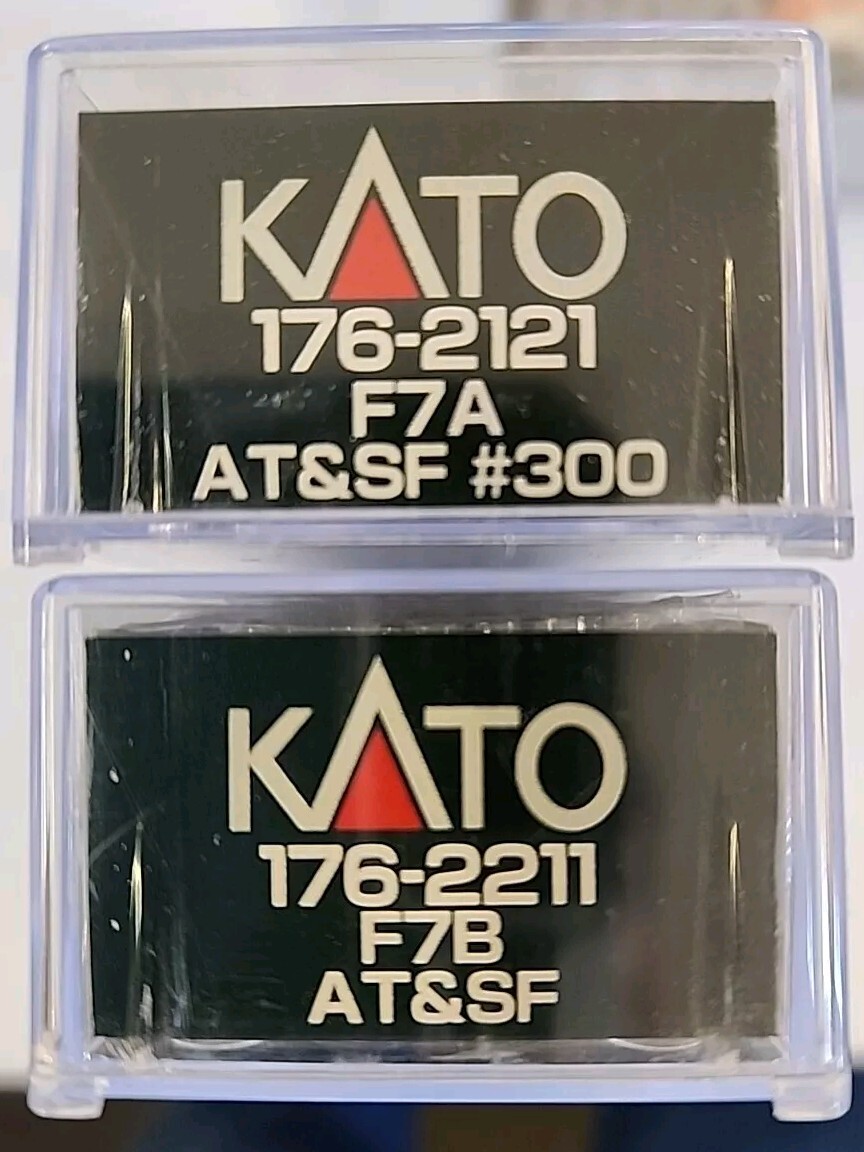 KATO
176-2121
F7A
AT&SF #300
KATO
176-2211
F7B
AT&SF